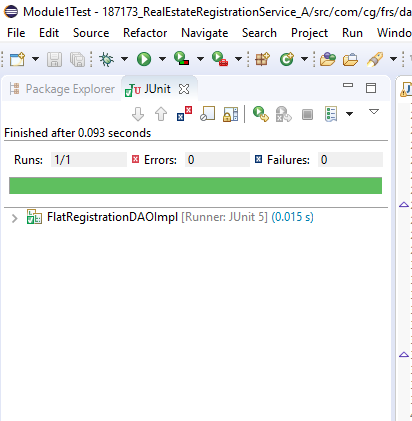 Module1Test - 187173_RealEstateRegistrationService_A/src/com/cg/frs/da
File Edit Source Refactor Navigate Search Project Run Windo
Package Explorer JUnit
Finished after 0.093 seconds
Runs: 1/1 Errors: 0 Failures: 0
FlatRegistrationDAOImpl [Runner: JUnit 5] (0.015 s)